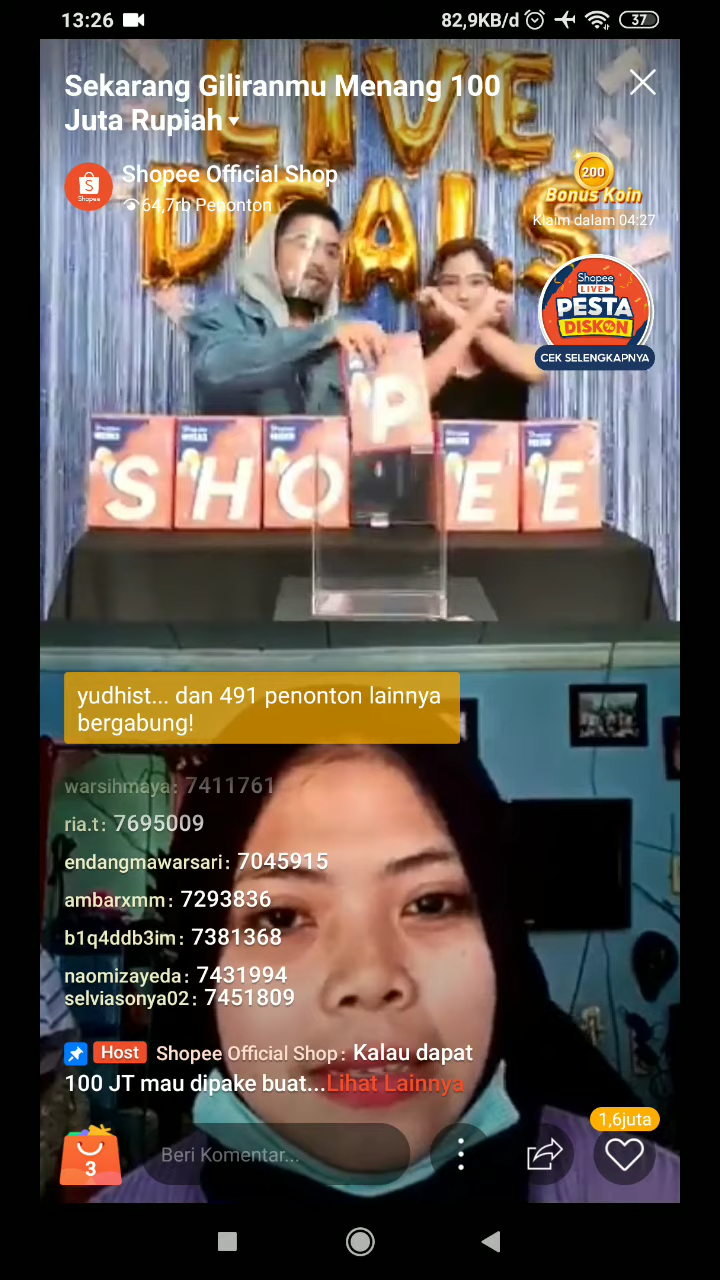 13:26
82,9KB/d
37
LIVE
DEALS
Sekarang Giliranmu Menang 100
Juta Rupiah
Shopee
Shopee Official Shop
64,7rb Penonton
200
Bonus Koin
Klaim dalam 04:27
Shopee
LIVE
PESTA
DISKON
CEK SELENGKAPNYA
P
S H O E E
yudhist... dan 491 penonton lainnya
bergabung!
warsihmaya: 7411761
ria.t: 7695009
endangmawarsari: 7045915
ambarxmm: 7293836
b1q4ddb3im: 7381368
naomizayeda: 7431994
selviasonya02: 7451809
Host Shopee Official Shop: Kalau dapat
100 JT mau dipake buat...Lihat Lainnya
1,6juta
3
Beri Komentar...